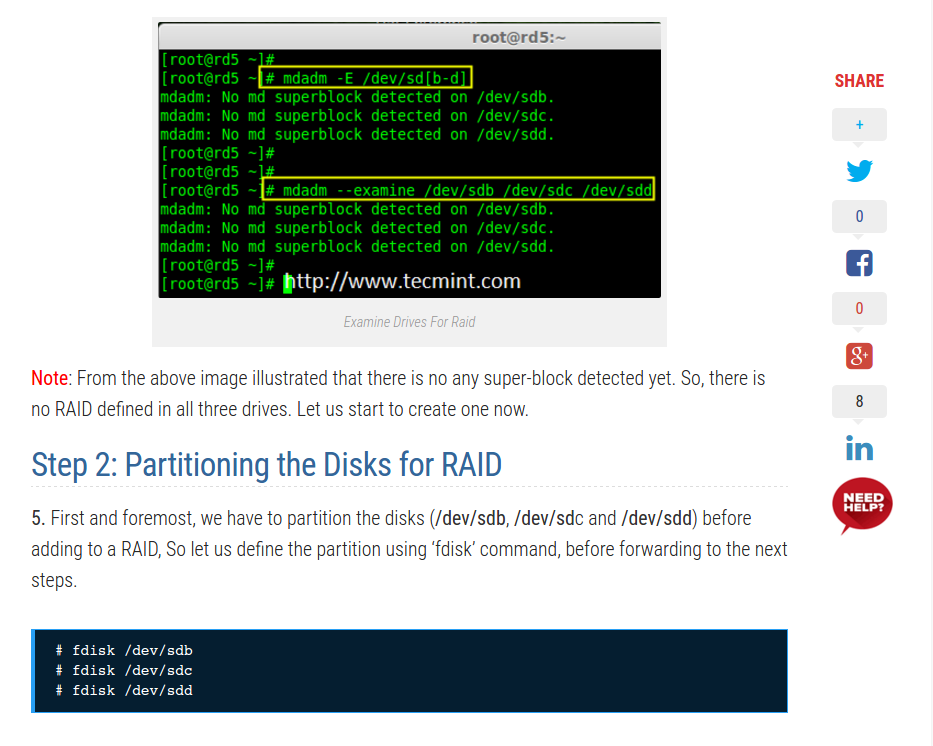 root@rd5:~
[root@rd5 ~]#
[root@rd5 ~]# mdadm -E /dev/sd[b-d]
mdadm: No md superblock detected on /dev/sdb.
mdadm: No md superblock detected on /dev/sdc.
mdadm: No md superblock detected on /dev/sdd.
[root@rd5 ~]#
[root@rd5 ~]#
[root@rd5 ~]# mdadm --examine /dev/sdb /dev/sdc /dev/sdd
mdadm: No md superblock detected on /dev/sdb.
mdadm: No md superblock detected on /dev/sdc.
mdadm: No md superblock detected on /dev/sdd.
[root@rd5 ~]#
[root@rd5 ~]# http://www.tecmint.com
Examine Drives For Raid
Note: From the above image illustrated that there is no any super-block detected yet. So, there is
no RAID defined in all three drives. Let us start to create one now.
Step 2: Partitioning the Disks for RAID
5. First and foremost, we have to partition the disks (/dev/sdb, /dev/sdc and /dev/sdd) before
adding to a RAID, So let us define the partition using ‘fdisk’ command, before forwarding to the next
steps.
# fdisk /dev/sdb
# fdisk /dev/sdc
# fdisk /dev/sdd
SHARE
+
0
0
g+
8
in
NEED
HELP?